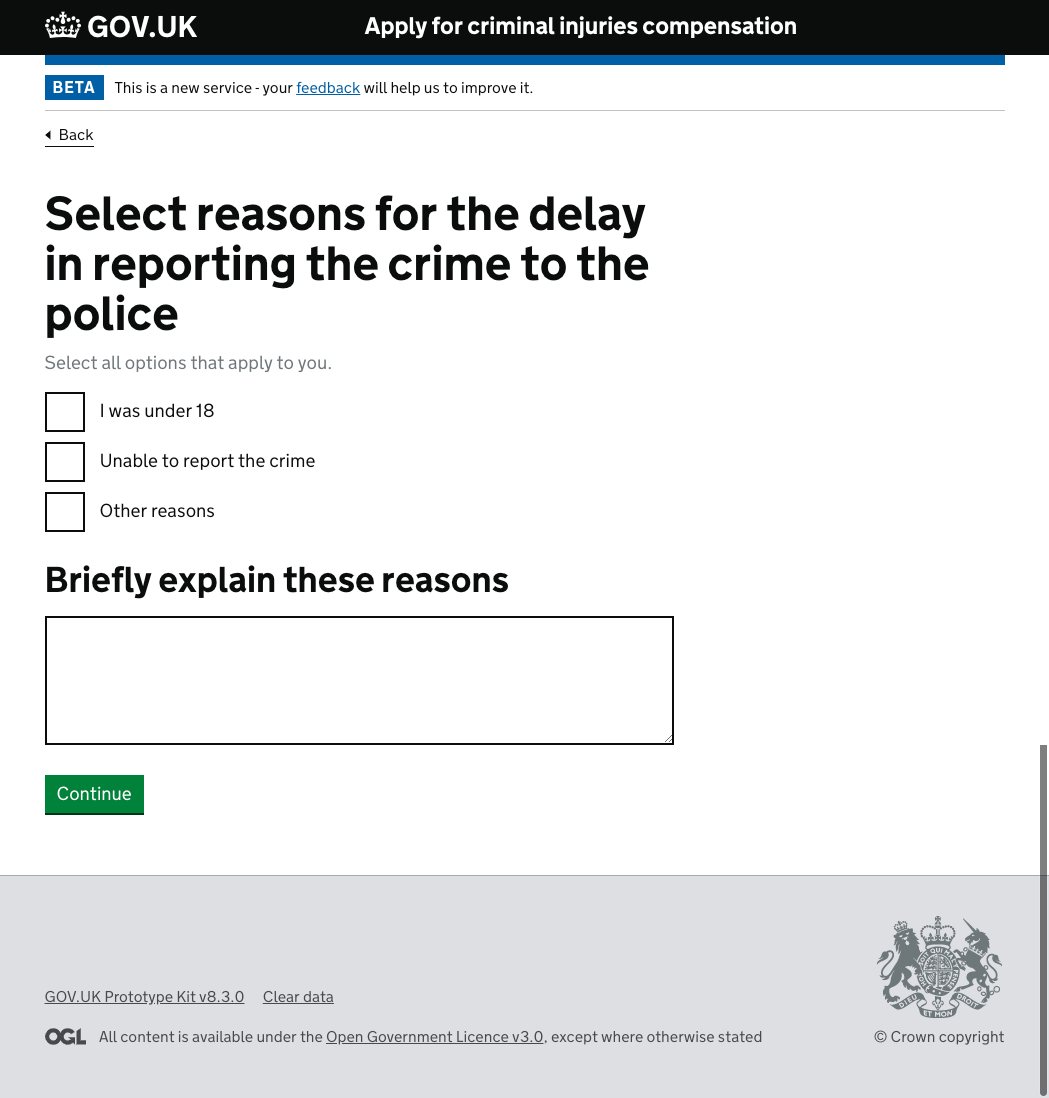 GOV.UK Apply for criminal injuries compensation
BETA This is a new service - your feedback will help us to improve it.
Back
Select reasons for the delay
in reporting the crime to the
police
Select all options that apply to you.
I was under 18
Unable to report the crime
Other reasons
Briefly explain these reasons
Continue
GOV.UK Prototype Kit v8.3.0 Clear data
OGL All content is available under the Open Government Licence v3.0, except where otherwise stated
© Crown copyright